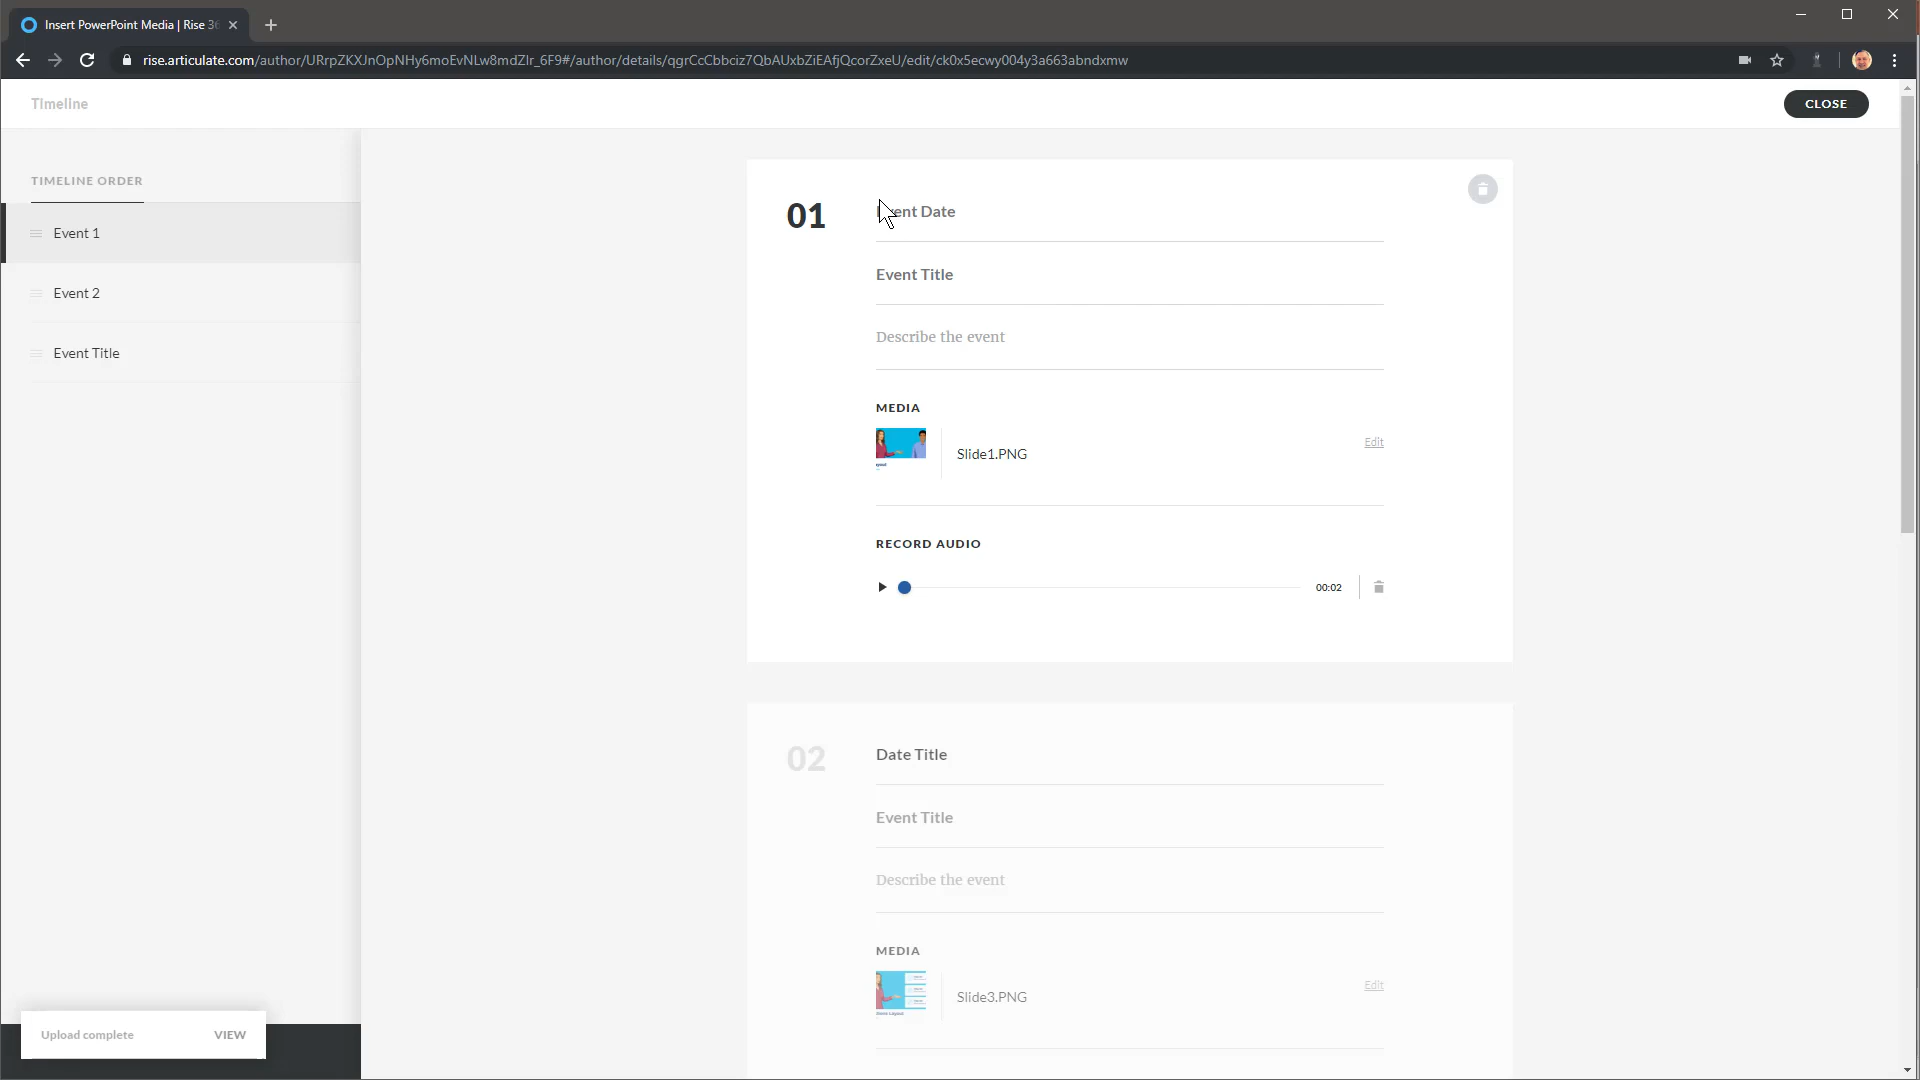 Insert PowerPoint Media | Rise 36
rise.articulate.com/author/URrpZKXJnOpNHy6moEvNLw8mdZlr_6F9#/author/details/qgrCcCbbciz7QbAUxbZiEAfjQcorZxeU/edit/ck0x5ecwy004y3a663abndxmw
Timeline
CLOSE
TIMELINE ORDER
Event 1
Event 2
Event Title
01
Event Date
Event Title
Describe the event
MEDIA
Slide1.PNG
Edit
RECORD AUDIO
00:02
02
Date Title
Event Title
Describe the event
MEDIA
Slide3.PNG
Edit
Upload complete
VIEW